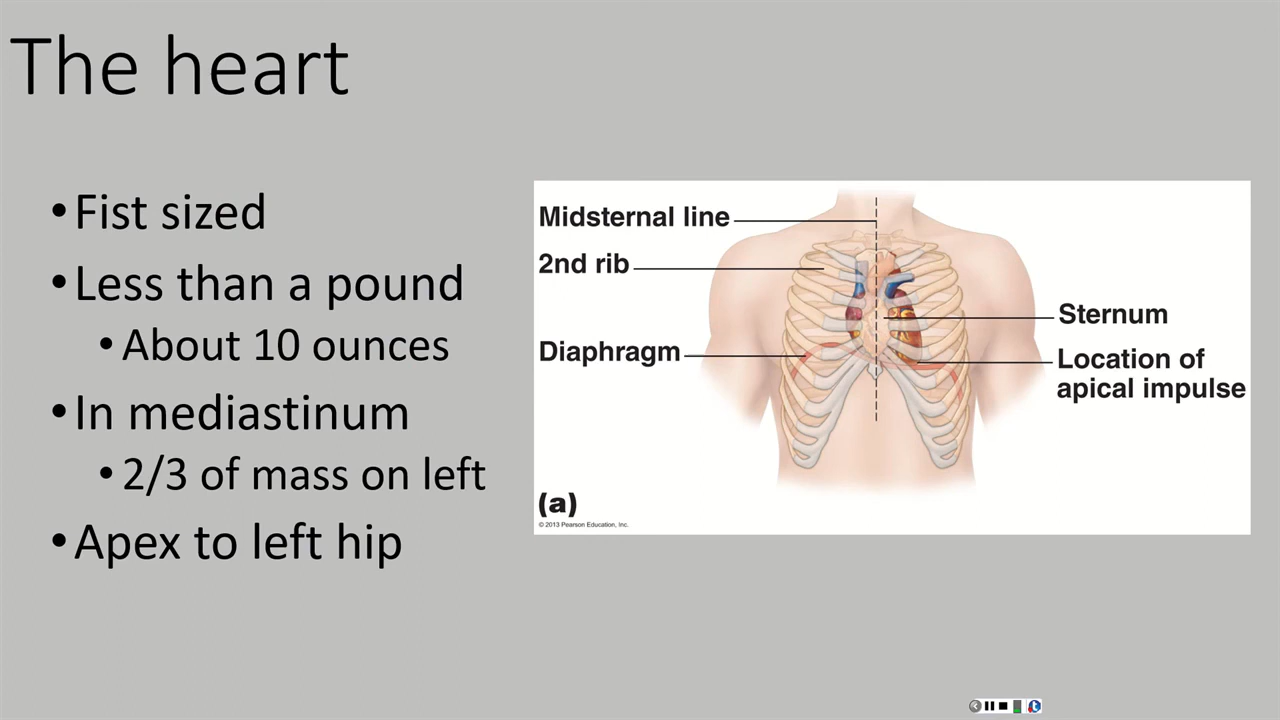 The heart
•Fist sized
•Less than a pound
•About 10 ounces
•In mediastinum
•2/3 of mass on left
•Apex to left hip
Midsternal line
2nd rib
Diaphragm
Sternum
Location of
apical impulse
(a)
© 2013 Pearson Education, Inc.